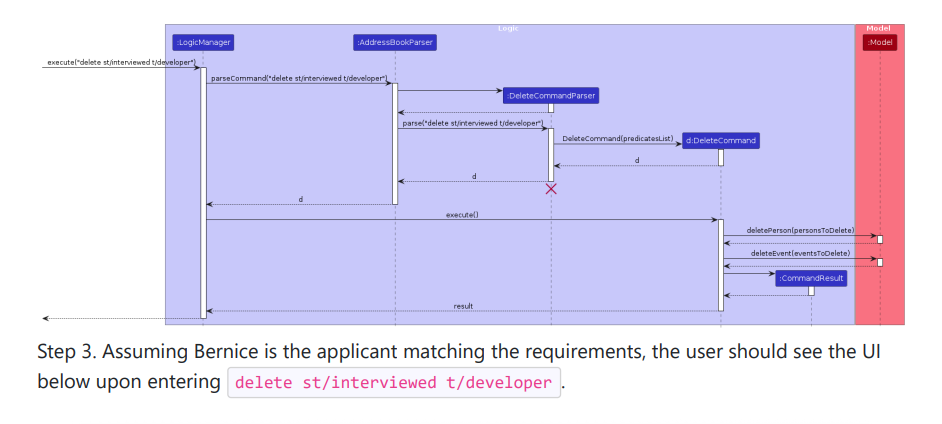 Logic
Model
:LogicManager
:AddressBookParser
:Model
execute("delete st/interviewed t/developer")
parseCommand("delete st/interviewed t/developer")
:DeleteCommandParser
parse("delete st/interviewed t/developer")
DeleteCommand(predicatesList)
d:DeleteCommand
d
d
d
execute()
deletePerson(personsToDelete)
deleteEvent(eventsToDelete)
:CommandResult
result
Step 3. Assuming Bernice is the applicant matching the requirements, the user should see the UI
below upon entering delete st/interviewed t/developer.